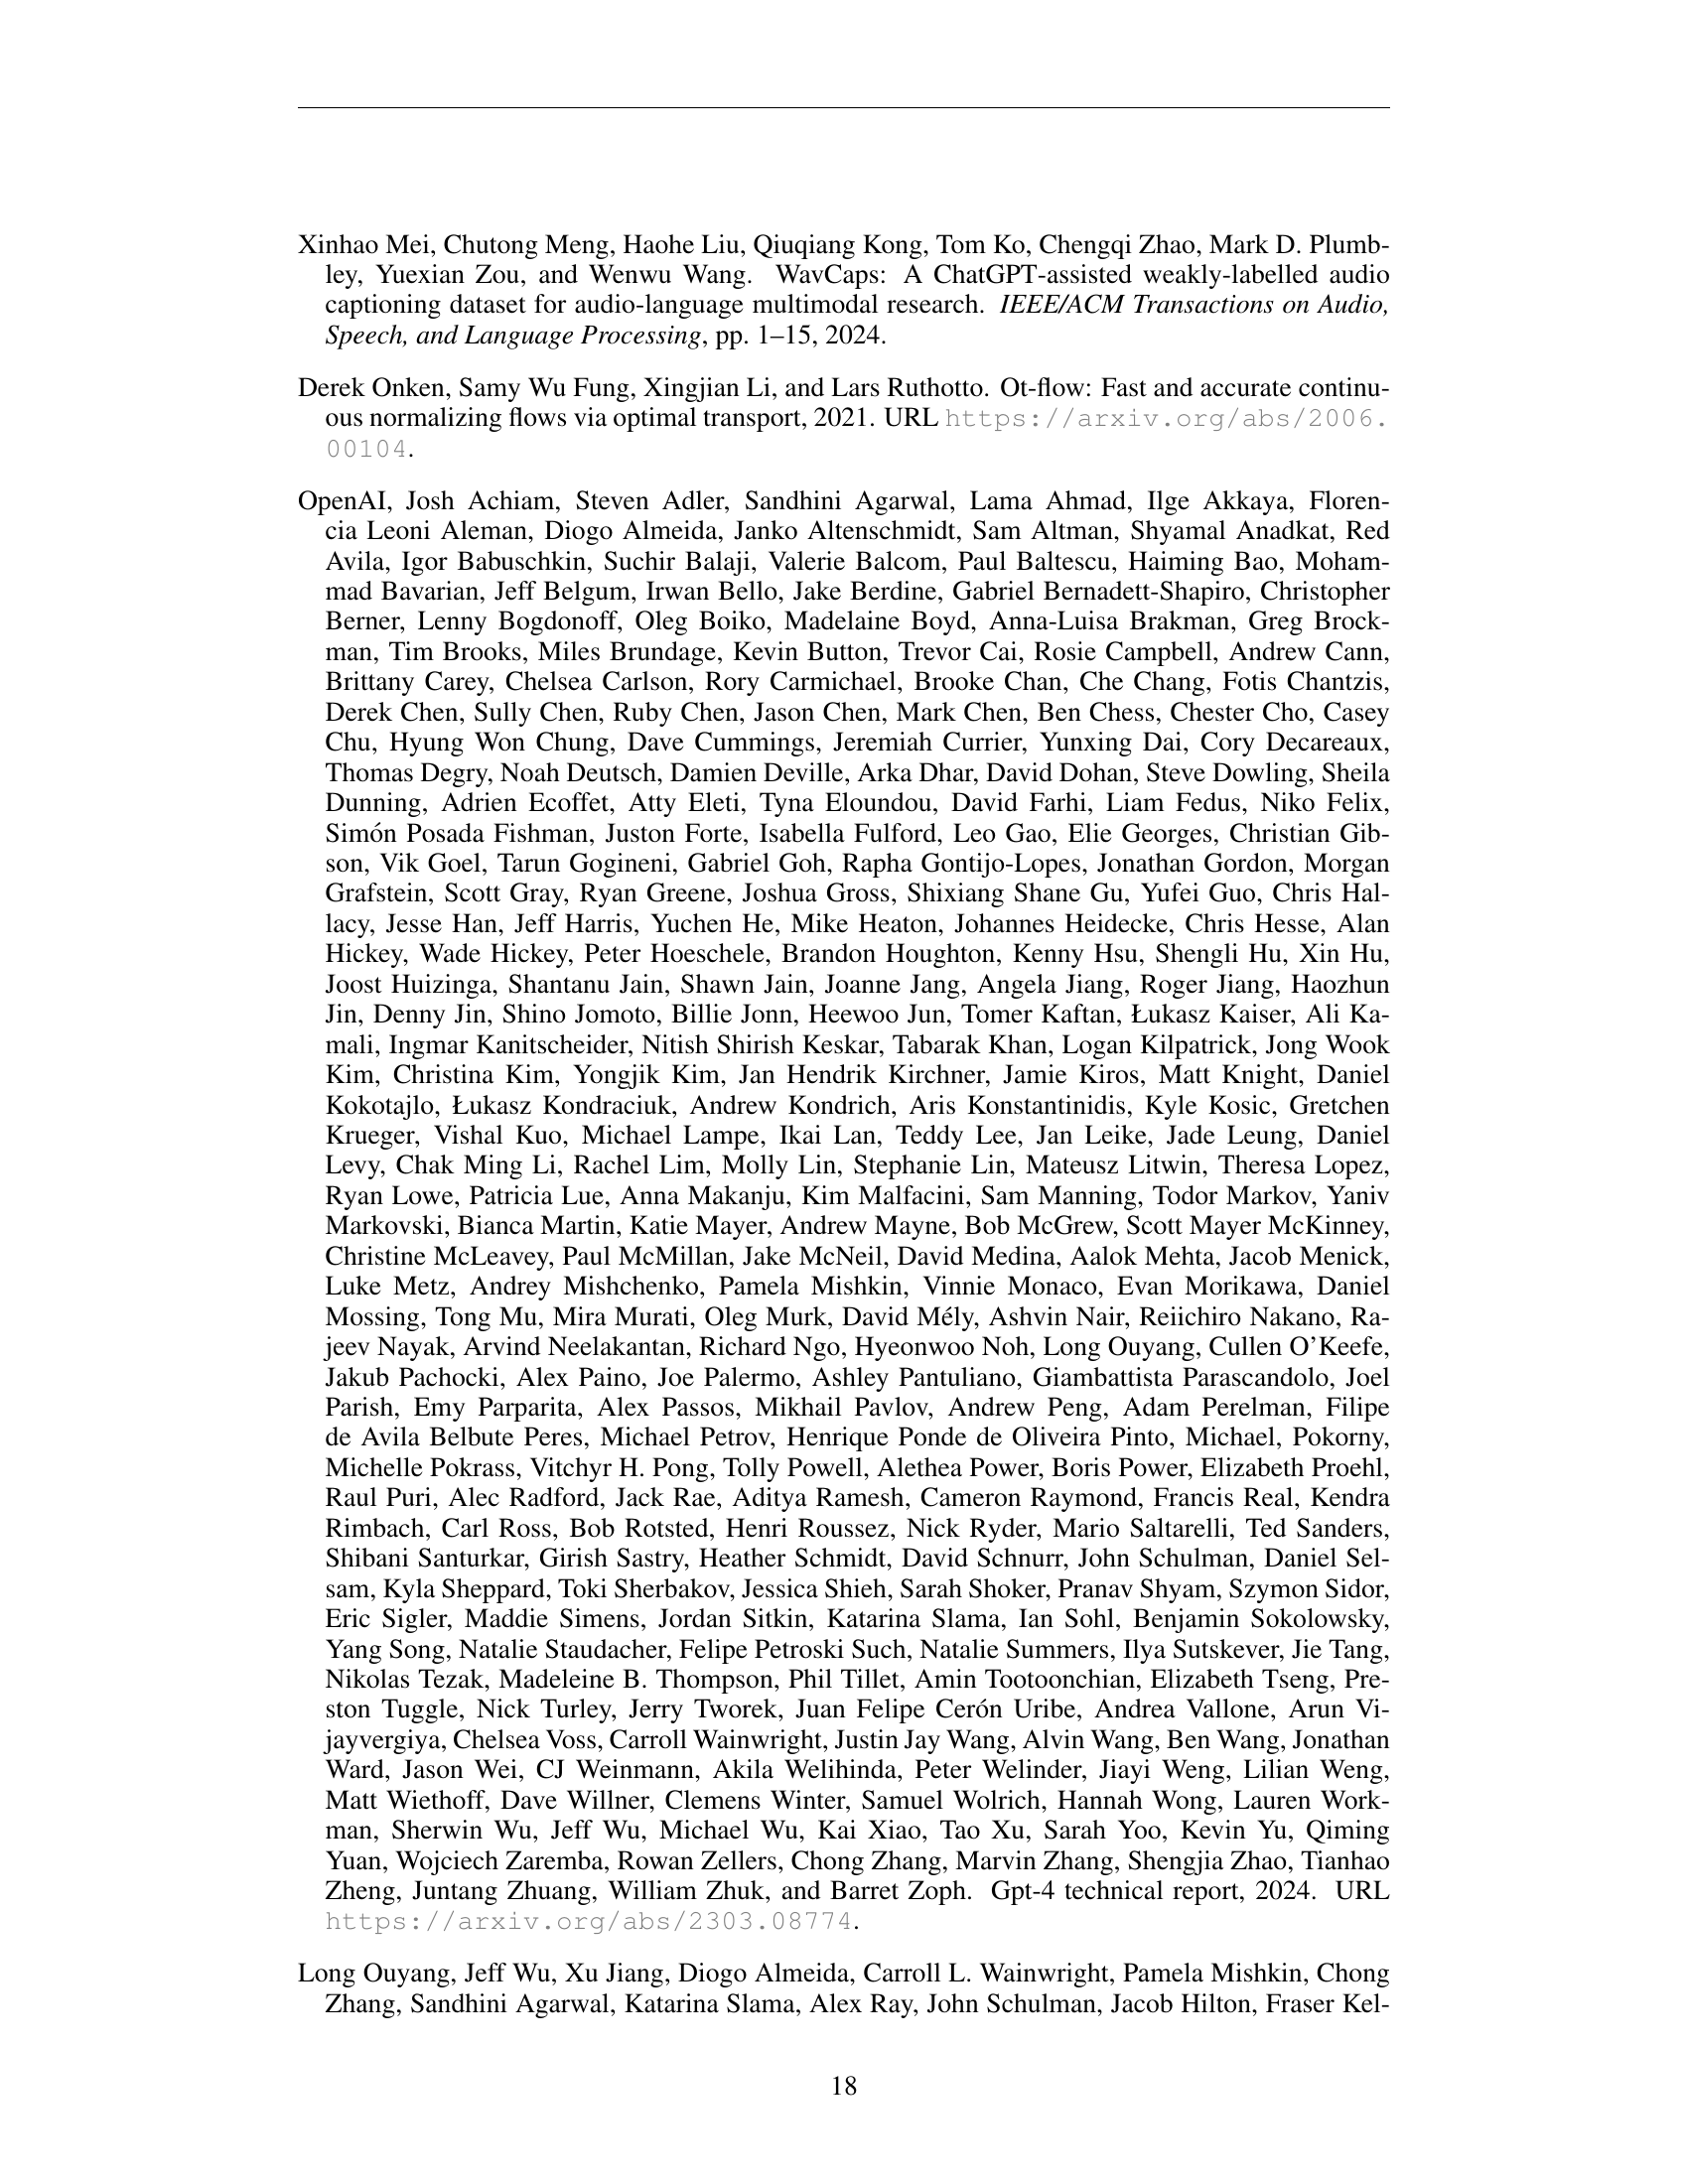 Xinhao Mei, Chutong Meng, Haohe Liu, Qiuqiang Kong, Tom Ko, Chengqi Zhao, Mark D. Plumb-
ley, Yuexian Zou, and Wenwu Wang. WavCaps: A ChatGPT-assisted weakly-labelled audio
captioning dataset for audio-language multimodal research. IEEE/ACM Transactions on Audio,
Speech, and Language Processing, pp. 1–15, 2024.
Derek Onken, Samy Wu Fung, Xingjian Li, and Lars Ruthotto. Ot-flow: Fast and accurate continu-
ous normalizing flows via optimal transport, 2021. URL https://arxiv.org/abs/2006.
00104.
OpenAI, Josh Achiam, Steven Adler, Sandhini Agarwal, Lama Ahmad, Ilge Akkaya, Floren-
cia Leoni Aleman, Diogo Almeida, Janko Altenschmidt, Sam Altman, Shyamal Anadkat, Red
Avila, Igor Babuschkin, Suchir Balaji, Valerie Balcom, Paul Baltescu, Haiming Bao, Moham-
mad Bavarian, Jeff Belgum, Irwan Bello, Jake Berdine, Gabriel Bernadett-Shapiro, Christopher
Berner, Lenny Bogdonoff, Oleg Boiko, Madelaine Boyd, Anna-Luisa Brakman, Greg Brock-
man, Tim Brooks, Miles Brundage, Kevin Button, Trevor Cai, Rosie Campbell, Andrew Cann,
Brittany Carey, Chelsea Carlson, Rory Carmichael, Brooke Chan, Che Chang, Fotis Chantzis,
Derek Chen, Sully Chen, Ruby Chen, Jason Chen, Mark Chen, Ben Chess, Chester Cho, Casey
Chu, Hyung Won Chung, Dave Cummings, Jeremiah Currier, Yunxing Dai, Cory Decareaux,
Thomas Degry, Noah Deutsch, Damien Deville, Arka Dhar, David Dohan, Steve Dowling, Sheila
Dunning, Adrien Ecoffet, Atty Eleti, Tyna Eloundou, David Farhi, Liam Fedus, Niko Felix,
Simón Posada Fishman, Juston Forte, Isabella Fulford, Leo Gao, Elie Georges, Christian Gib-
son, Vik Goel, Tarun Gogineni, Gabriel Goh, Rapha Gontijo-Lopes, Jonathan Gordon, Morgan
Grafstein, Scott Gray, Ryan Greene, Joshua Gross, Shixiang Shane Gu, Yufei Guo, Chris Hal-
lacy, Jesse Han, Jeff Harris, Yuchen He, Mike Heaton, Johannes Heidecke, Chris Hesse, Alan
Hickey, Wade Hickey, Peter Hoeschele, Brandon Houghton, Kenny Hsu, Shengli Hu, Xin Hu,
Joost Huizinga, Shantanu Jain, Shawn Jain, Joanne Jang, Angela Jiang, Roger Jiang, Haozhun
Jin, Denny Jin, Shino Jomoto, Billie Jonn, Heewoo Jun, Tomer Kaftan, Łukasz Kaiser, Ali Ka-
mali, Ingmar Kanitscheider, Nitish Shirish Keskar, Tabarak Khan, Logan Kilpatrick, Jong Wook
Kim, Christina Kim, Yongjik Kim, Jan Hendrik Kirchner, Jamie Kiros, Matt Knight, Daniel
Kokotajlo, Łukasz Kondraciuk, Andrew Kondrich, Aris Konstantinidis, Kyle Kosic, Gretchen
Krueger, Vishal Kuo, Michael Lampe, Ikai Lan, Teddy Lee, Jan Leike, Jade Leung, Daniel
Levy, Chak Ming Li, Rachel Lim, Molly Lin, Stephanie Lin, Mateusz Litwin, Theresa Lopez,
Ryan Lowe, Patricia Lue, Anna Makanju, Kim Malfacini, Sam Manning, Todor Markov, Yaniv
Markovski, Bianca Martin, Katie Mayer, Andrew Mayne, Bob McGrew, Scott Mayer McKinney,
Christine McLeavey, Paul McMillan, Jake McNeil, David Medina, Aalok Mehta, Jacob Menick,
Luke Metz, Andrey Mishchenko, Pamela Mishkin, Vinnie Monaco, Evan Morikawa, Daniel
Mossing, Tong Mu, Mira Murati, Oleg Murk, David Mély, Ashvin Nair, Reiichiro Nakano, Ra-
jeev Nayak, Arvind Neelakantan, Richard Ngo, Hyeonwoo Noh, Long Ouyang, Cullen O’Keefe,
Jakub Pachocki, Alex Paino, Joe Palermo, Ashley Pantuliano, Giambattista Parascandolo, Joel
Parish, Emy Parparita, Alex Passos, Mikhail Pavlov, Andrew Peng, Adam Perelman, Filipe
de Avila Belbute Peres, Michael Petrov, Henrique Ponde de Oliveira Pinto, Michael, Pokorny,
Michelle Pokrass, Vitchyr H. Pong, Tolly Powell, Alethea Power, Boris Power, Elizabeth Proehl,
Raul Puri, Alec Radford, Jack Rae, Aditya Ramesh, Cameron Raymond, Francis Real, Kendra
Rimbach, Carl Ross, Bob Rotsted, Henri Roussez, Nick Ryder, Mario Saltarelli, Ted Sanders,
Shibani Santurkar, Girish Sastry, Heather Schmidt, David Schnurr, John Schulman, Daniel Sel-
sam, Kyla Sheppard, Toki Sherbakov, Jessica Shieh, Sarah Shoker, Pranav Shyam, Szymon Sidor,
Eric Sigler, Maddie Simens, Jordan Sitkin, Katarina Slama, Ian Sohl, Benjamin Sokolowsky,
Yang Song, Natalie Staudacher, Felipe Petroski Such, Natalie Summers, Ilya Sutskever, Jie Tang,
Nikolas Tezak, Madeleine B. Thompson, Phil Tillet, Amin Tootoonchian, Elizabeth Tseng, Pre-
ston Tuggle, Nick Turley, Jerry Tworek, Juan Felipe Cerón Uribe, Andrea Vallone, Arun Vi-
jayvergiya, Chelsea Voss, Carroll Wainwright, Justin Jay Wang, Alvin Wang, Ben Wang, Jonathan
Ward, Jason Wei, CJ Weinmann, Akila Welihinda, Peter Welinder, Jiayi Weng, Lilian Weng,
Matt Wiethoff, Dave Willner, Clemens Winter, Samuel Wolrich, Hannah Wong, Lauren Work-
man, Sherwin Wu, Jeff Wu, Michael Wu, Kai Xiao, Tao Xu, Sarah Yoo, Kevin Yu, Qiming
Yuan, Wojciech Zaremba, Rowan Zellers, Chong Zhang, Marvin Zhang, Shengjia Zhao, Tianhao
Zheng, Juntang Zhuang, William Zhuk, and Barret Zoph. Gpt-4 technical report, 2024. URL
https://arxiv.org/abs/2303.08774.
Long Ouyang, Jeff Wu, Xu Jiang, Diogo Almeida, Carroll L. Wainwright, Pamela Mishkin, Chong
Zhang, Sandhini Agarwal, Katarina Slama, Alex Ray, John Schulman, Jacob Hilton, Fraser Kel-
18